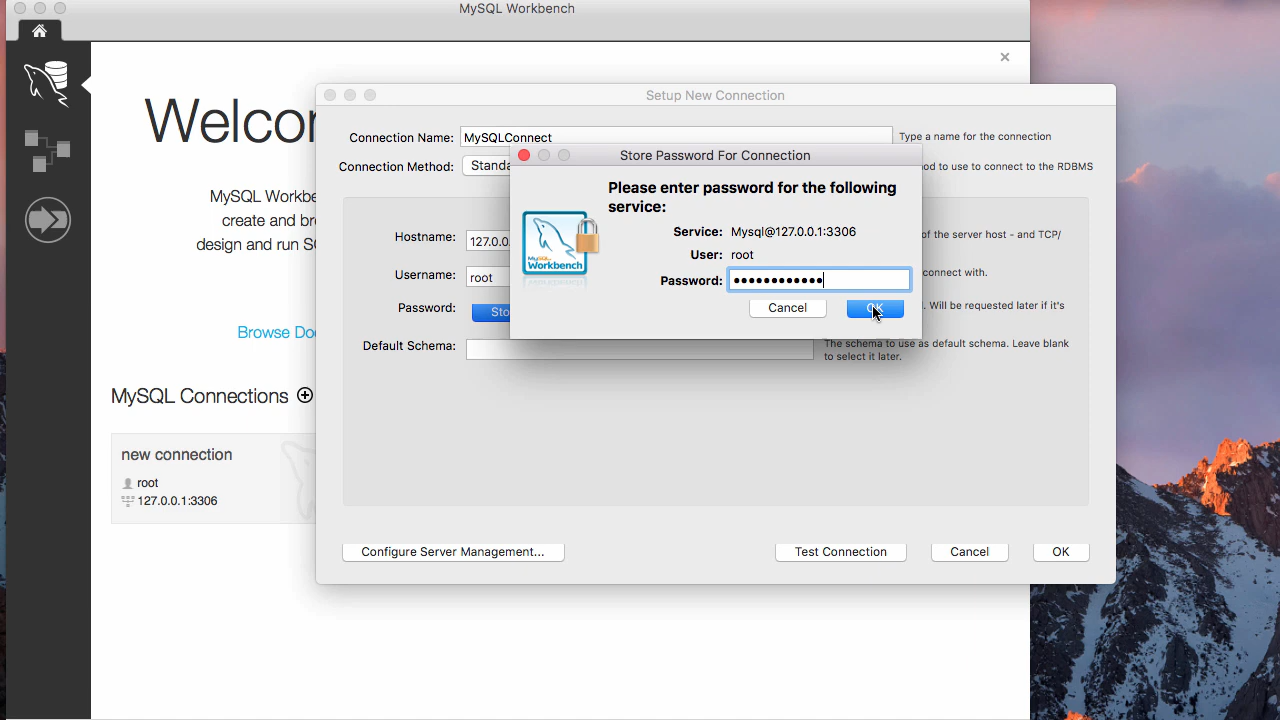 MySQL Workbench
Welco
MySQL Workbe
create and br
design and run S
Browse Do
MySQL Connections
new connection
root
127.0.0.1:3306
Setup New Connection
Connection Name: MySQLConnect Type a name for the connection
Connection Method: Standa od to use to connect to the RDBMS
Hostname: 127.0.0. of the server host - and TCP/
Username: root connect with.
Password: Sto . Will be requested later if it's
Default Schema: The schema to use as default schema. Leave blank
to select it later.
Configure Server Management... Test Connection Cancel OK
Store Password For Connection
Please enter password for the following
service:
MySQL
Workbench
Service: Mysql@127.0.0.1:3306
User: root
Password: ••••••••••••
Cancel OK